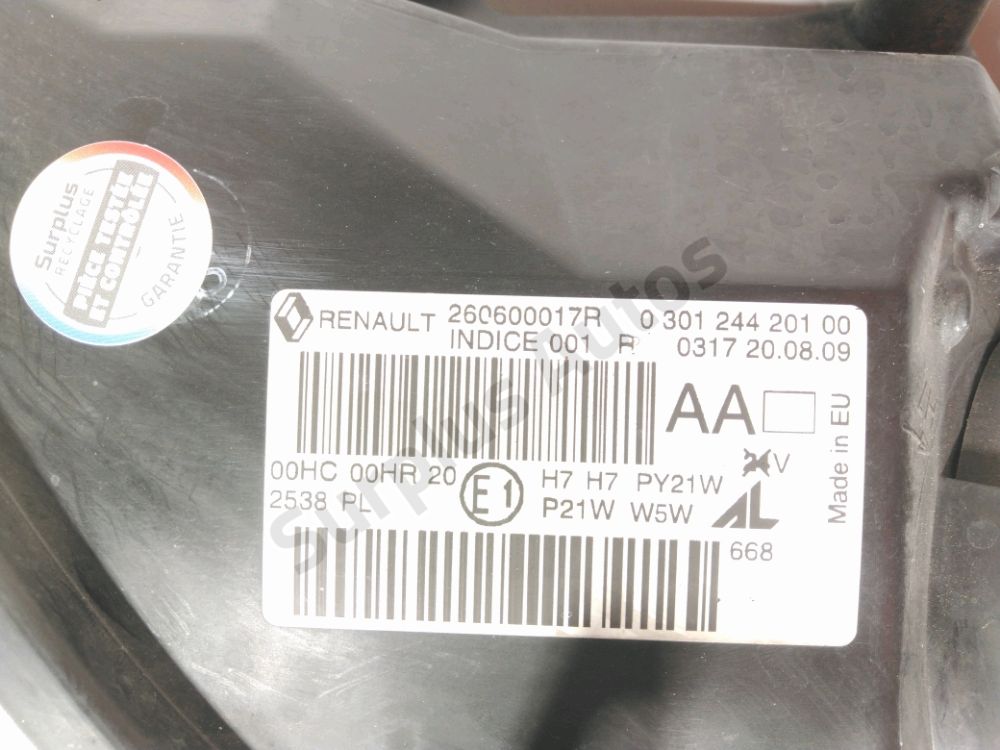 Surplus
RECYCLAGE
PIÈCE TESTÉE
ET CONTRÔLÉE
GARANTIE
RENAULT 260600017R 0 301 244 201 00
INDICE 001 R 0317 20.08.09
AA
Made in EU
V
00HC 00HR 20 E1 H7 H7 PY21W
2538 PL P21W W5W AL
668
Surplus Autos